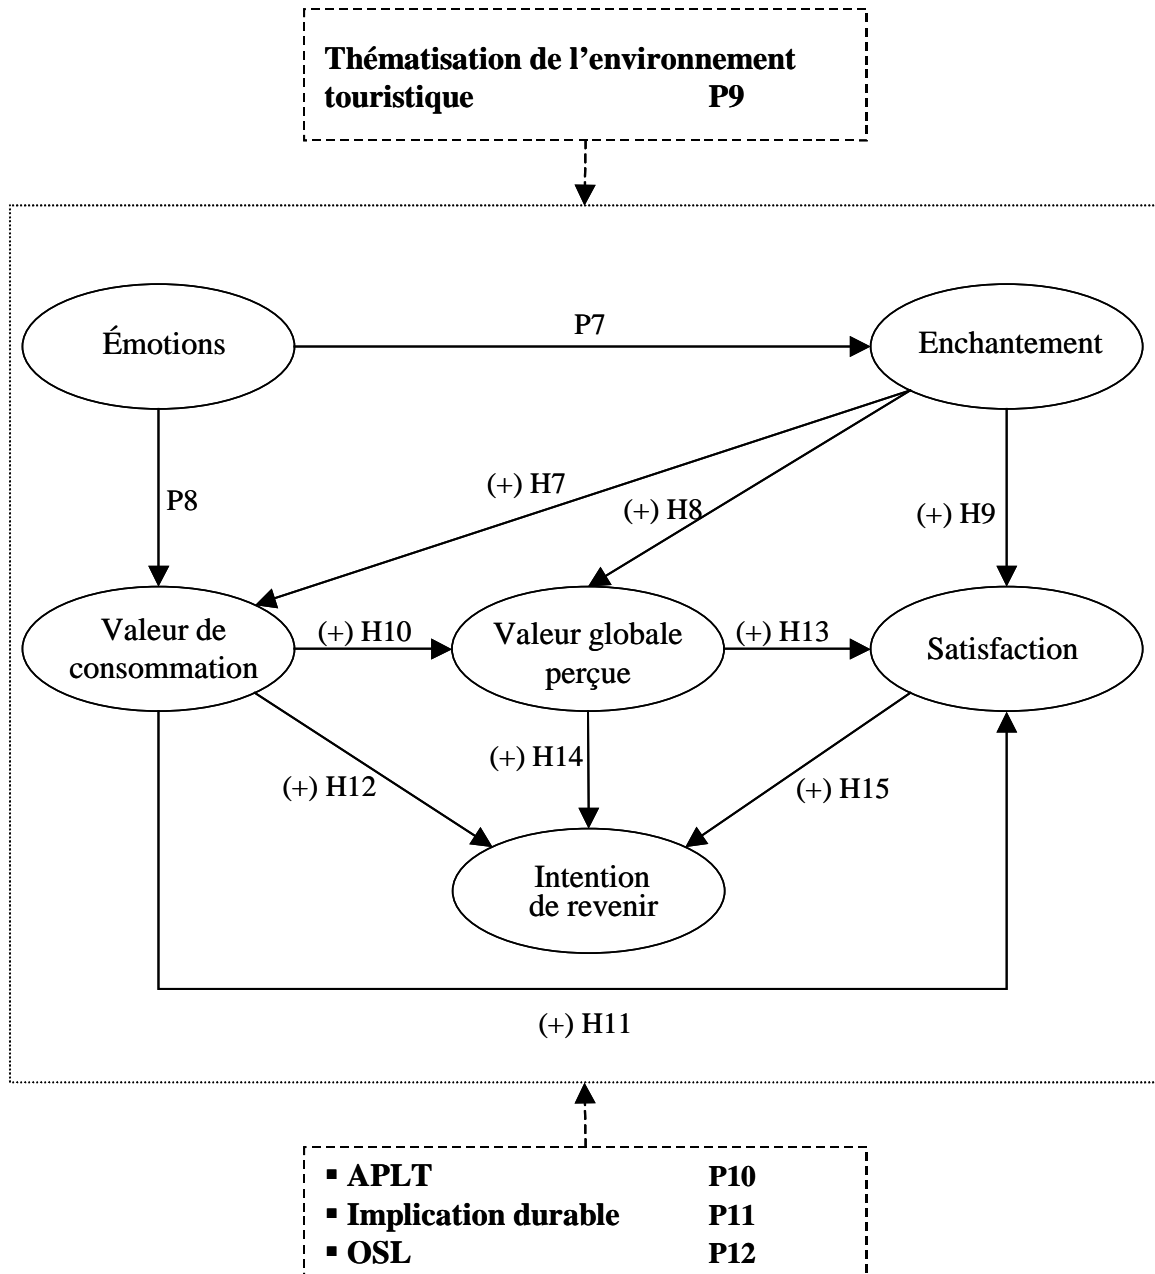 Thématisation de l’environnement
touristique P9
Émotions
P7
Enchantement
P8
(+) H7
(+) H8
(+) H9
Valeur de
consommation
(+) H10
Valeur globale
perçue
(+) H13
Satisfaction
(+) H12
(+) H14
(+) H15
Intention
de revenir
(+) H11
▪ APLT P10
▪ Implication durable P11
▪ OSL P12